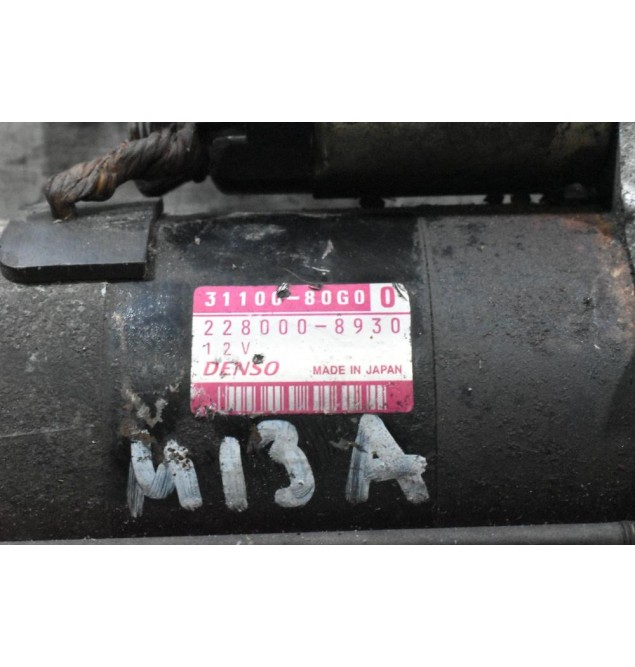 31100-80G0 0
228000-8930
12V
DENSO MADE IN JAPAN
M13A